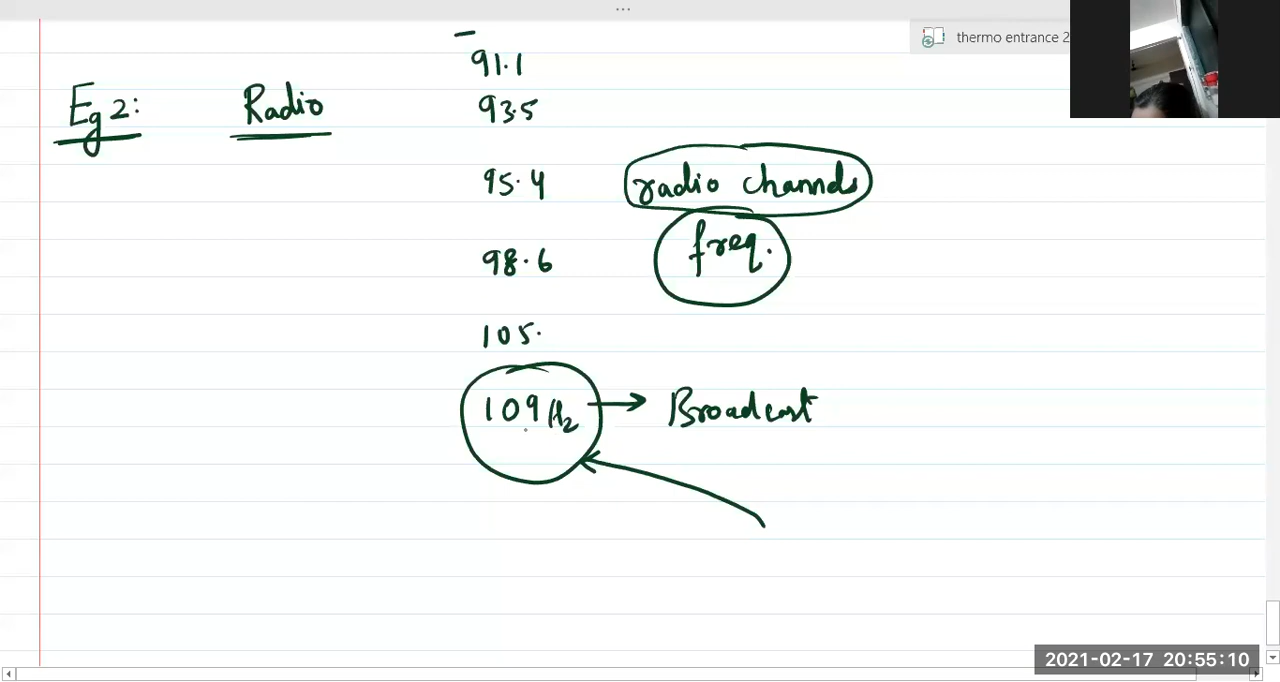 ...
thermo entrance 2
91.1
Eg 2: Radio 93.5
95.4 radio channels
98.6 freq.
105.
109 Hz → Broadcast
2021-02-17 20:55:10